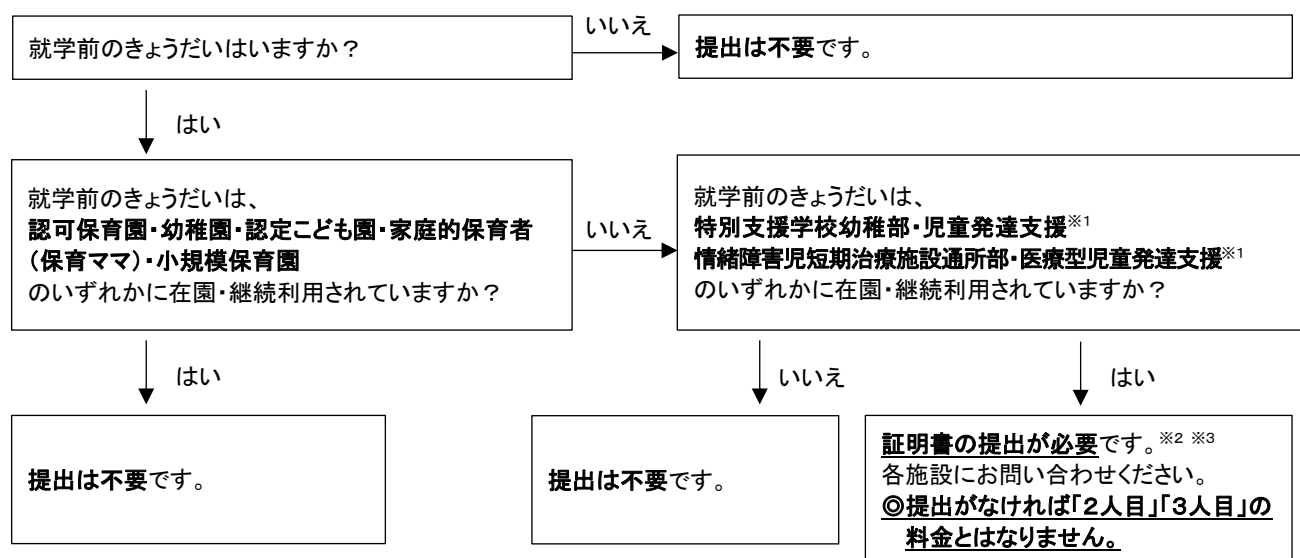 就学前のきょうだいはいますか？
いいえ
提出は不要です。
はい
就学前のきょうだいは、
認可保育園・幼稚園・認定こども園・家庭的保育者
（保育ママ）・小規模保育園
のいずれかに在園・継続利用されていますか？
いいえ
就学前のきょうだいは、
特別支援学校幼稚部・児童発達支援※1
情緒障害児短期治療施設通所部・医療型児童発達支援※1
のいずれかに在園・継続利用されていますか？
はい
いいえ
はい
提出は不要です。
提出は不要です。
証明書の提出が必要です。※2 ※3
各施設にお問い合わせください。
◎提出がなければ「２人目」「３人目」の
料金とはなりません。